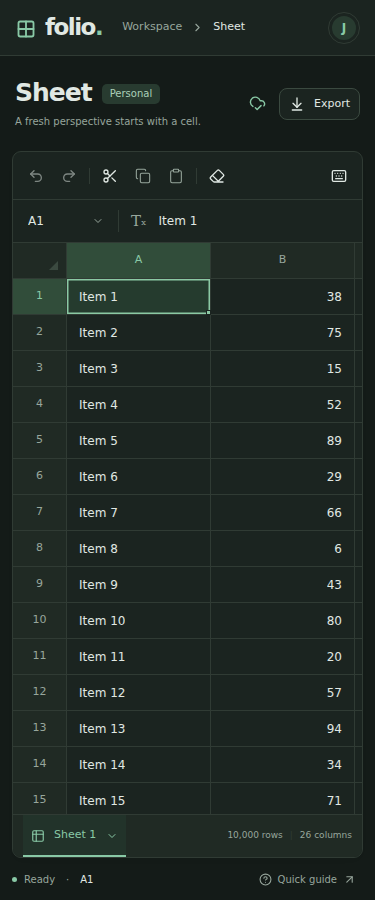 folio. Workspace Sheet J
Sheet Personal
A fresh perspective starts with a cell.
Export
A1 Tx Item 1
A B
1 Item 1 38
2 Item 2 75
3 Item 3 15
4 Item 4 52
5 Item 5 89
6 Item 6 29
7 Item 7 66
8 Item 8 6
9 Item 9 43
10 Item 10 80
11 Item 11 20
12 Item 12 57
13 Item 13 94
14 Item 14 34
15 Item 15 71
Sheet 1 10,000 rows 26 columns
Ready · A1 Quick guide